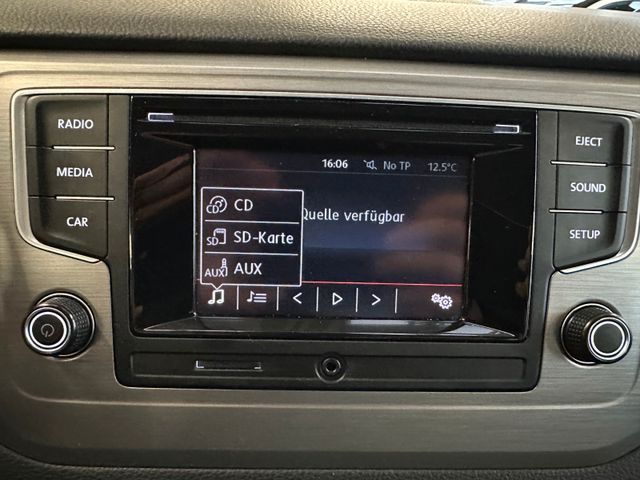 RADIO
MEDIA
CAR
16:06 No TP 12.5°C
CD CD
SD SD-Karte
AUX AUX
Quelle verfügbar
EJECT
SOUND
SETUP